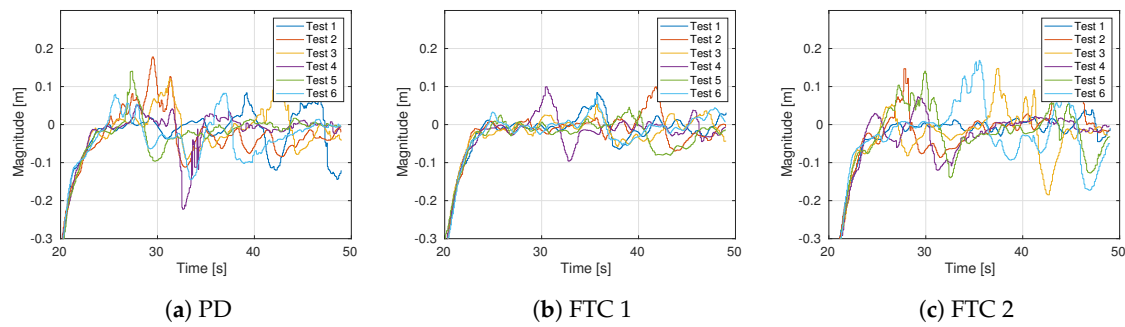 Magnitude [m]
0.2
0.1
0
-0.1
-0.2
-0.3
20
30
40
50
Time [s]
Test 1
Test 2
Test 3
Test 4
Test 5
Test 6
(a) PD
Magnitude [m]
0.2
0.1
0
-0.1
-0.2
-0.3
20
30
40
50
Time [s]
Test 1
Test 2
Test 3
Test 4
Test 5
Test 6
(b) FTC 1
Magnitude [m]
0.2
0.1
0
-0.1
-0.2
-0.3
20
30
40
50
Time [s]
Test 1
Test 2
Test 3
Test 4
Test 5
Test 6
(c) FTC 2